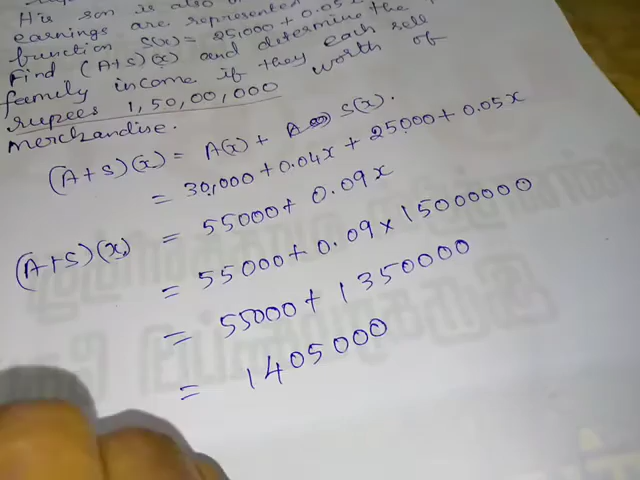 His son is also
earnings are represented
function S(x) = 25,000 + 0.05
Find (A+S)(x) and determine the
family income if they each sell
rupees 1,50,00,000 worth of
merchandise.
(A+S)(x) = A(x) + S(x).
= 30,000 + 0.04x + 25000 + 0.05x
(A+S)(x) = 55000 + 0.09x
= 55000 + 0.09 × 15000000
= 55000 + 1350000
= 1405000